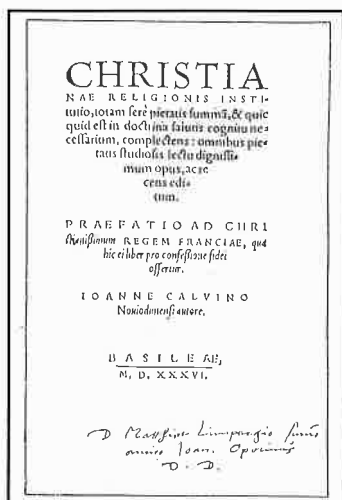 CHRISTIA
NAE RELIGIONIS INSTI-
tutio, totam ferè pietatis summā, & quic
quid est in doctrina salutis cognitu ne-
cessarium, complectens: omnibus pie-
tatis studiosis lectu dignissi-
mum opus, ac re
cens edi-
tum.
PRAEFATIO AD CHRI
stianissimum REGEM FRANCIAE, qua
hic ei liber pro confessione fidei
offertur.
IOANNE CALVINO
Nouiodunensi autore.
BASILEAE,
M. D. XXXVI.
D
amico Ioan. Oporinus
D. D.